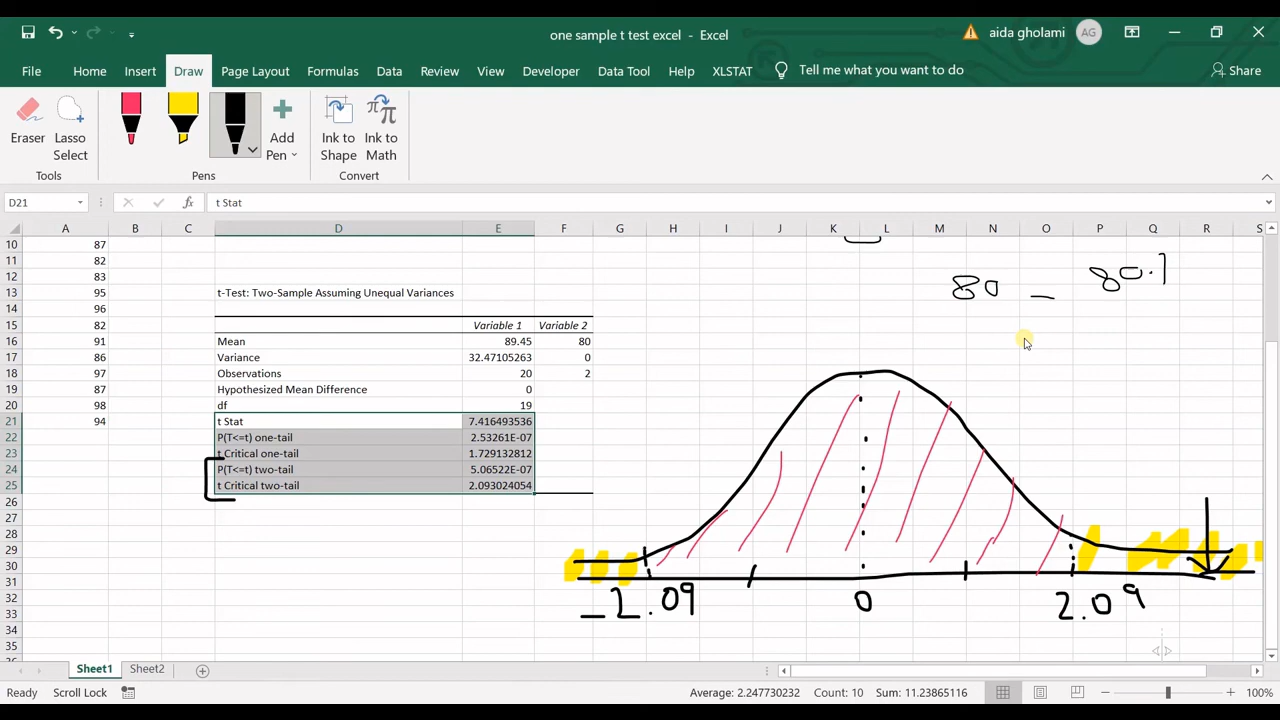 one sample t test excel - Excel
aida gholami
AG
File Home Insert Draw Page Layout Formulas Data Review View Developer Data Tool Help XLSTAT Tell me what you want to do Share
Eraser
Lasso Select
Add Pen
Ink to Shape
Ink to Math
Tools
Pens
Convert
D21
fx
t Stat
A B C D E F G H I J K L M N O P Q R S
10 87
11 82
12 83
13 95 t-Test: Two-Sample Assuming Unequal Variances
14 96
15 82 Variable 1 Variable 2
16 91 Mean 89.45 80
17 86 Variance 32.47105263 0
18 97 Observations 20 2
19 87 Hypothesized Mean Difference 0
20 98 df 19
21 94 t Stat 7.416493536
22 P(T<=t) one-tail 2.53261E-07
23 t Critical one-tail 1.729132812
24 P(T<=t) two-tail 5.06522E-07
25 t Critical two-tail 2.093024054
26
27
28
29
30
31
32
33
34
35
80 - 80.1
-2.09 0 2.09
Sheet1 Sheet2
Ready Scroll Lock Average: 2.247730232 Count: 10 Sum: 11.23865116 100%